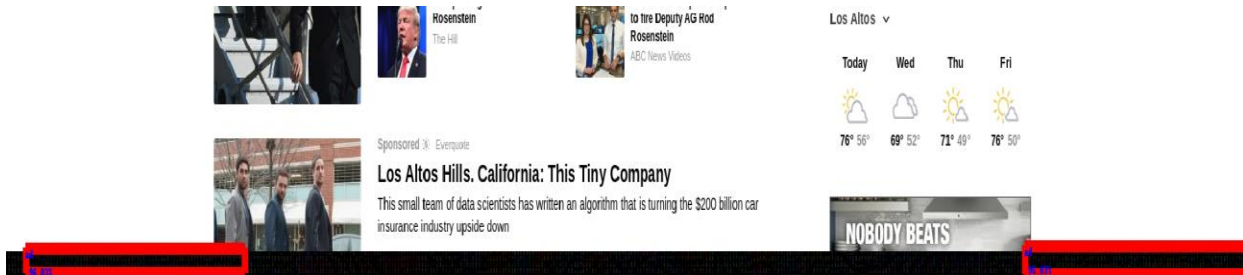 Rosenstein
The Hill
to fire Deputy AG Rod
Rosenstein
ABC News Videos
Los Altos
Today Wed Thu Fri
76° 56° 69° 52° 71° 49° 76° 50°
Sponsored Everquote
Los Altos Hills. California: This Tiny Company
This small team of data scientists has written an algorithm that is turning the $200 billion car
insurance industry upside down
NOBODY BEATS